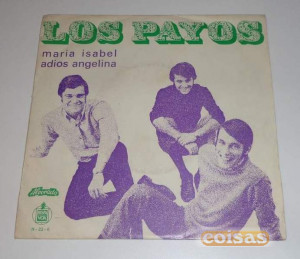 LOS PAYOS
maria isabel
adios angelina
coisas